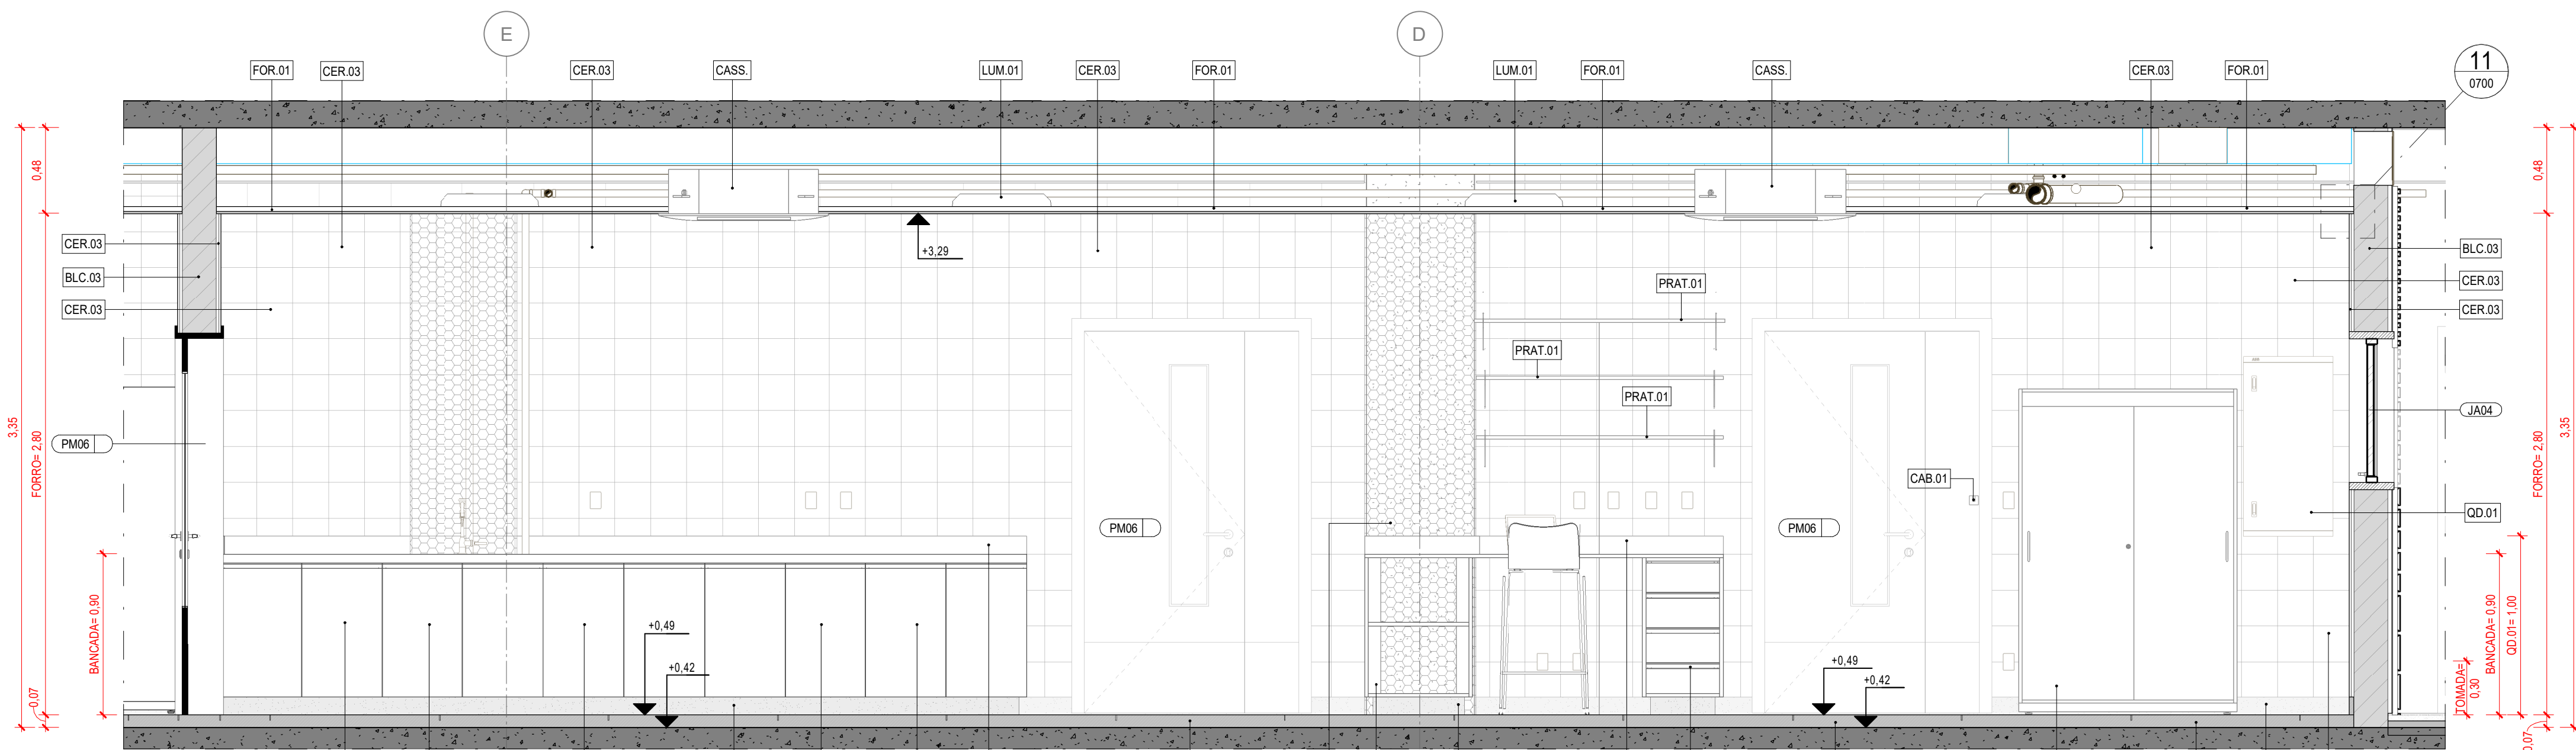 E
D
11
0700
FOR.01
CER.03
CER.03
CASS.
LUM.01
CER.03
FOR.01
LUM.01
FOR.01
CASS.
CER.03
FOR.01
0,48
0,48
CER.03
BLC.03
CER.03
+3,29
BLC.03
CER.03
CER.03
PRAT.01
PRAT.01
PRAT.01
3,35
FORRO= 2,80
PM06
JA04
FORRO= 2,80
3,35
CAB.01
QD.01
PM06
PM06
BANCADA= 0,90
+0,49
+0,42
+0,49
+0,42
TOMADA=
0,30
BANCADA= 0,90
QD.01= 1,00
0,07
0,07